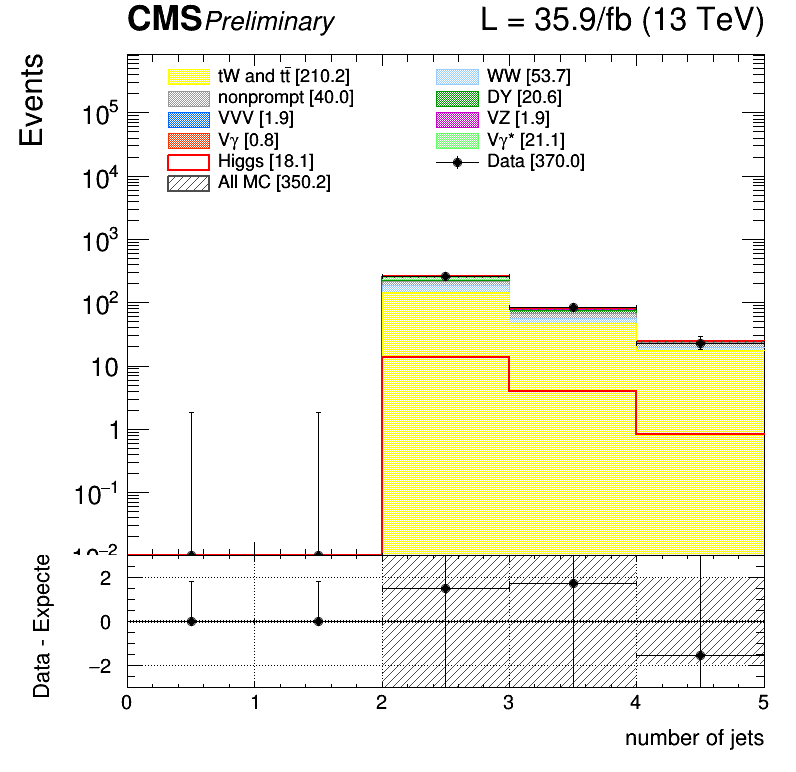 CMS Preliminary L = 35.9/fb (13 TeV)
Events
tW and tt̄ [210.2] WW [53.7]
nonprompt [40.0] DY [20.6]
VVV [1.9] VZ [1.9]
Vγ [0.8] Vγ* [21.1]
Higgs [18.1] Data [370.0]
All MC [350.2]
10⁵
10⁴
10³
10²
10
1
10⁻¹
10⁻²
Data - Expecte
2
0
−2
0 1 2 3 4 5
number of jets